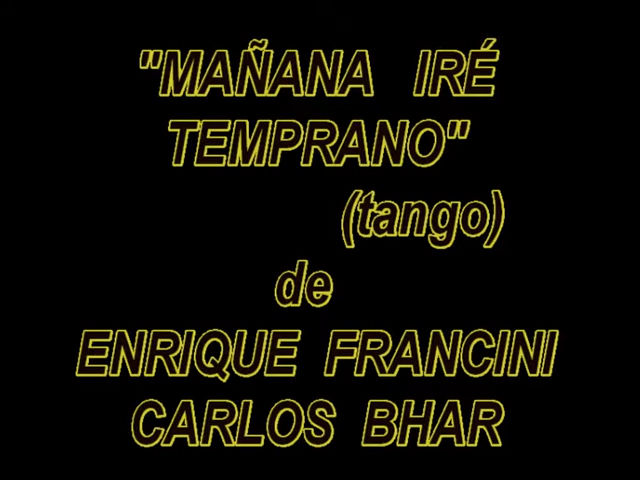 "MAÑANA IRÉ
TEMPRANO"
(tango)
de
ENRIQUE FRANCINI
CARLOS BHAR